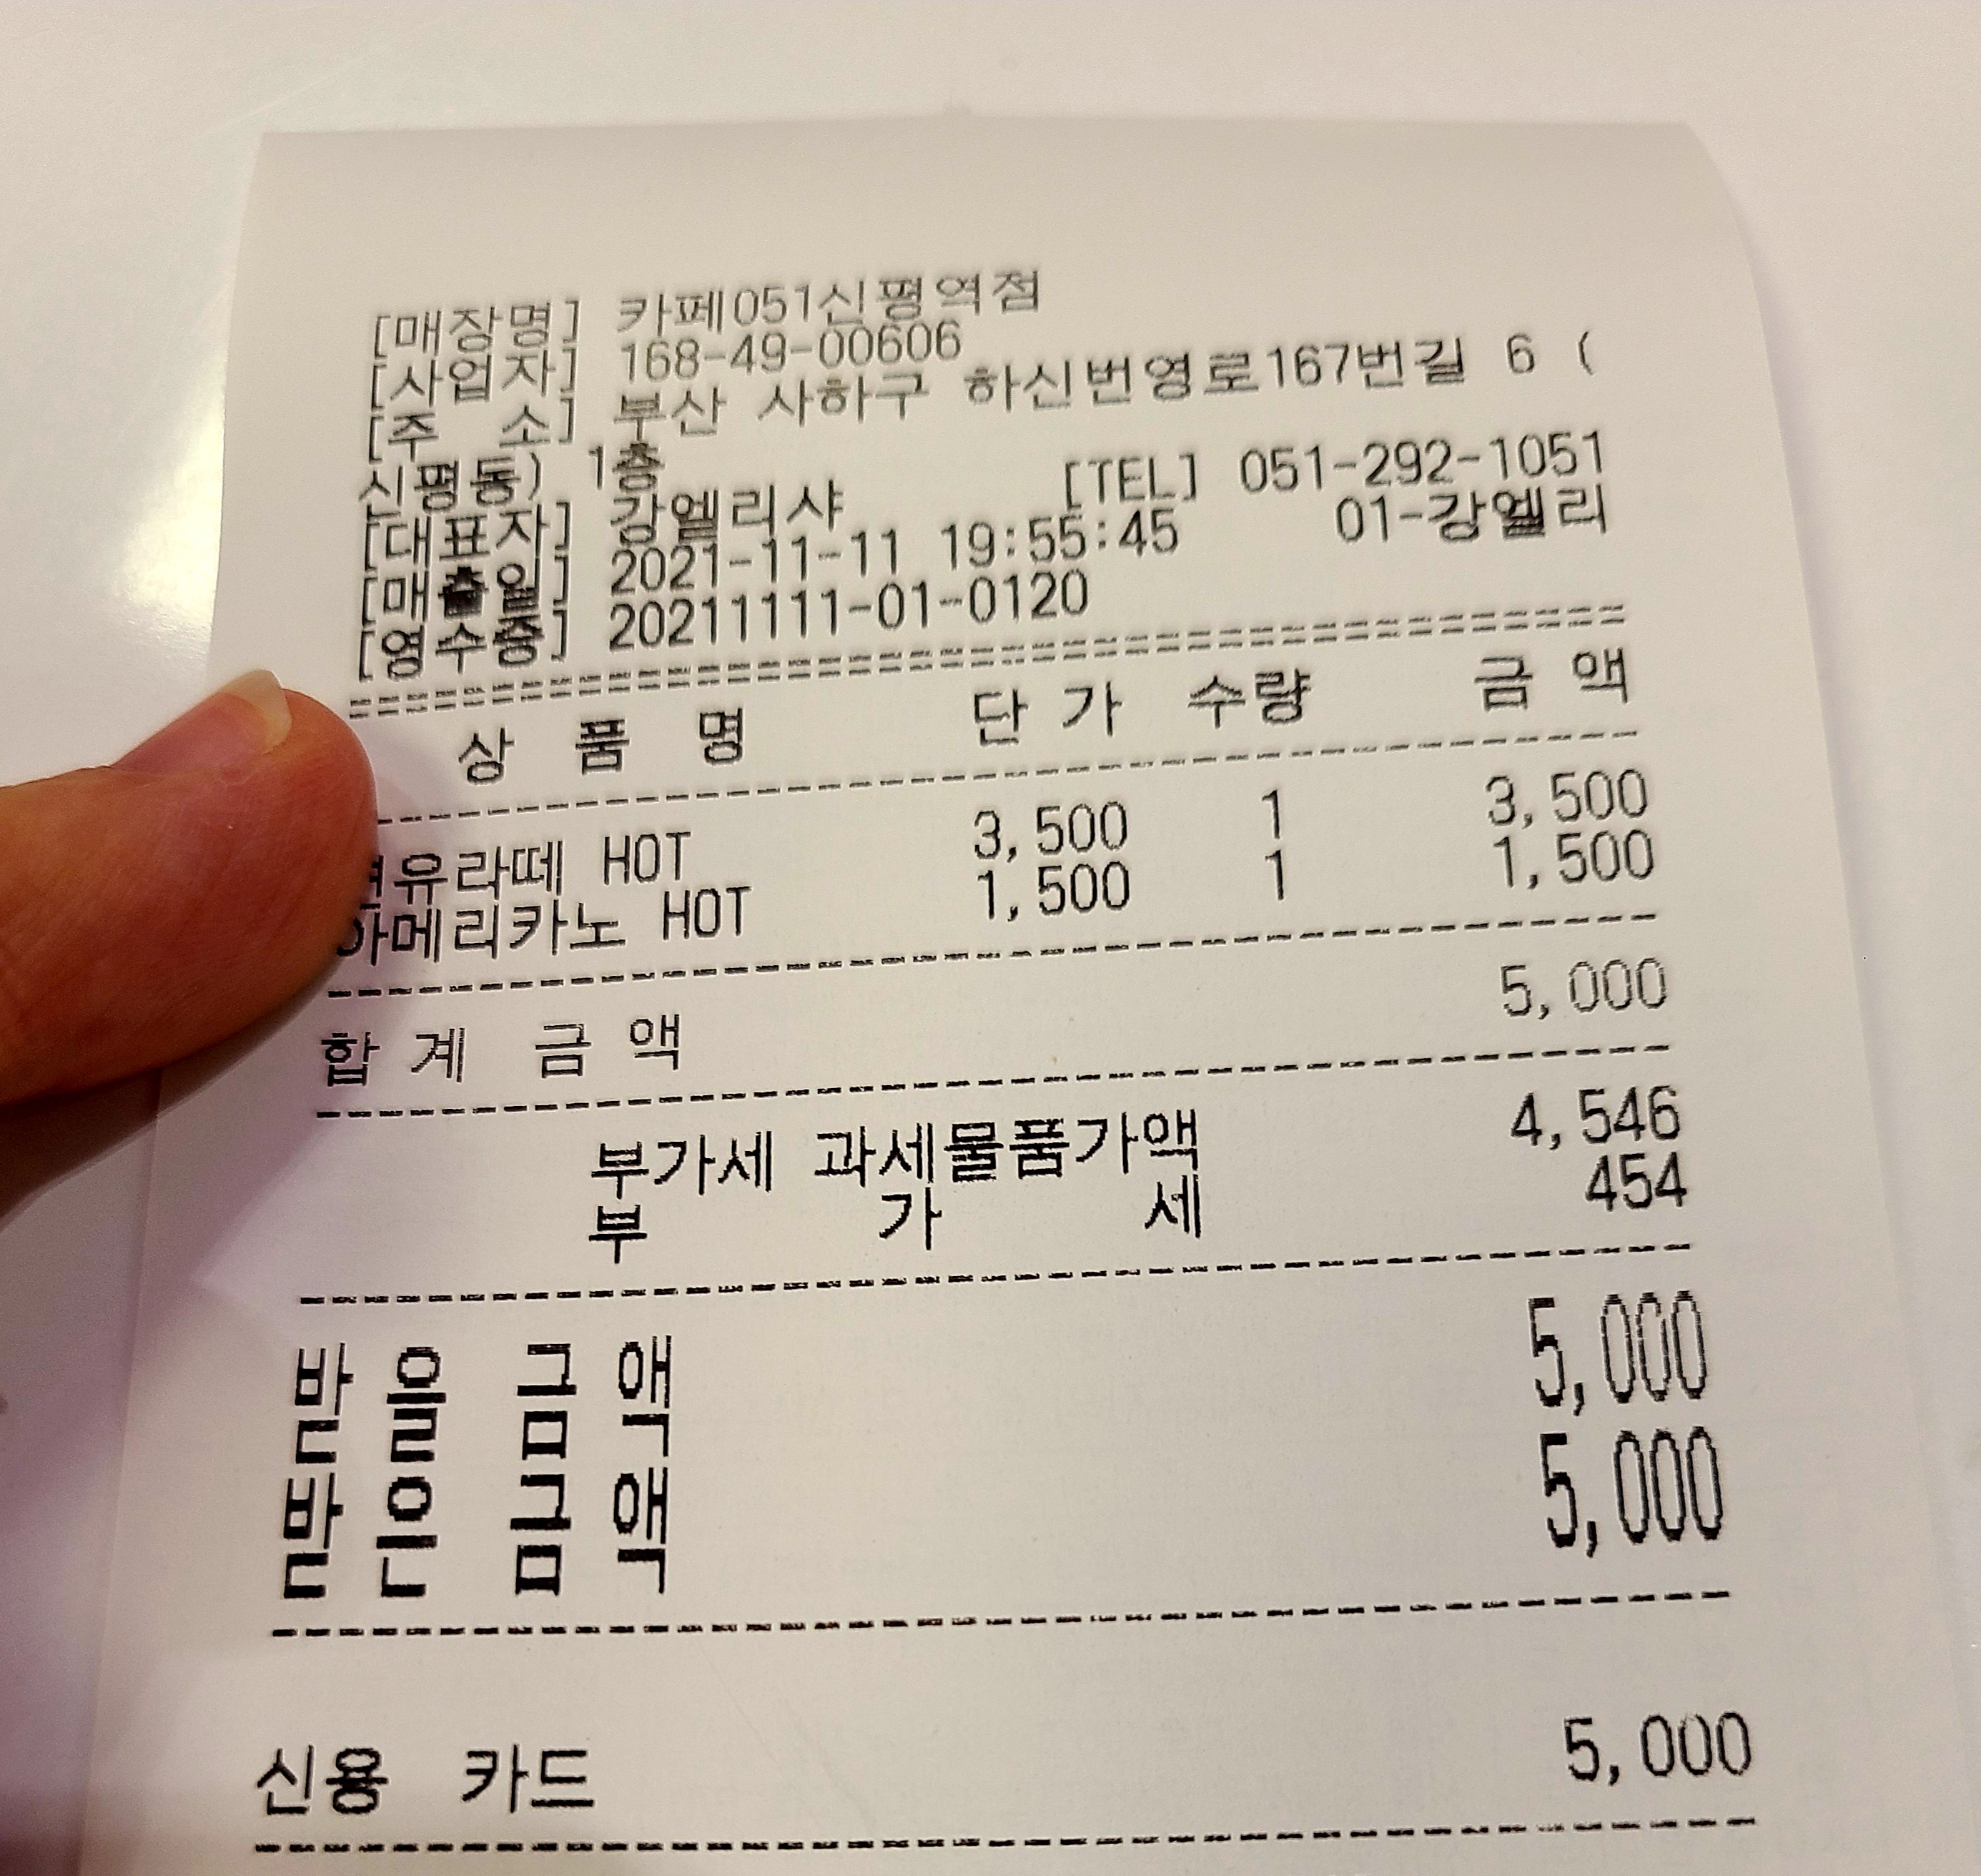 [매장명] 카페051신평역점
[사업자] 168-49-00606
[주 소] 부산 사하구 하신번영로167번길 6 (
신평동) 1층
[대표자] 강엘리샤 [TEL] 051-292-1051
[매출일] 2021-11-11 19:55:45 01-강엘리
[영수증] 20211111-01-0120
상 품 명 단 가 수량 금 액
HOT 3,500 1 3,500
아메리카노 HOT 1,500 1 1,500
합 계 금 액 5,000
부가세 과세물품가액 4,546
부 가 세 454
받 을 금 액 5,000
받 은 금 액 5,000
신용 카드 5,000